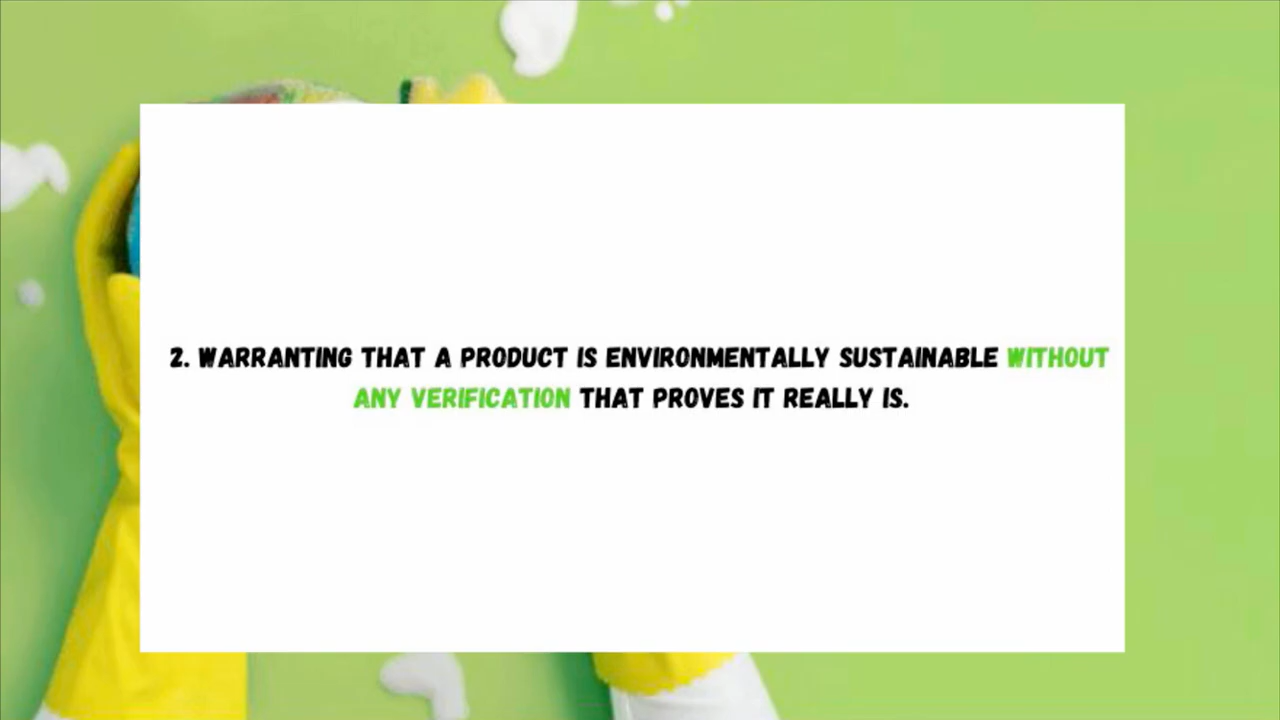 2. WARRANTING THAT A PRODUCT IS ENVIRONMENTALLY SUSTAINABLE WITHOUT
ANY VERIFICATION THAT PROVES IT REALLY IS.